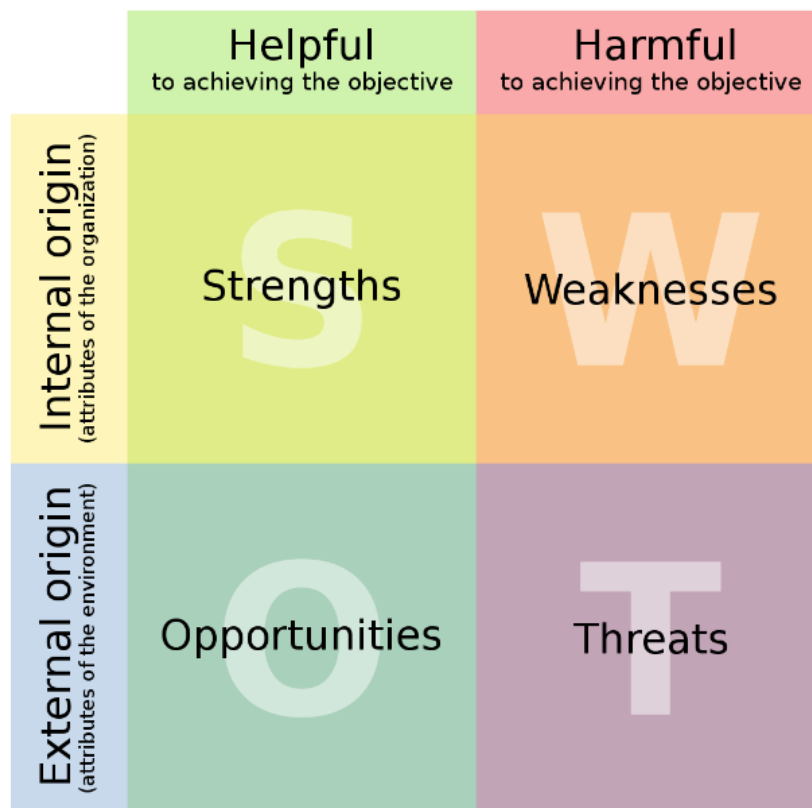 Helpful
to achieving the objective
Harmful
to achieving the objective
Internal origin
(attributes of the organization)
S
Strengths
W
Weaknesses
External origin
(attributes of the environment)
O
Opportunities
T
Threats